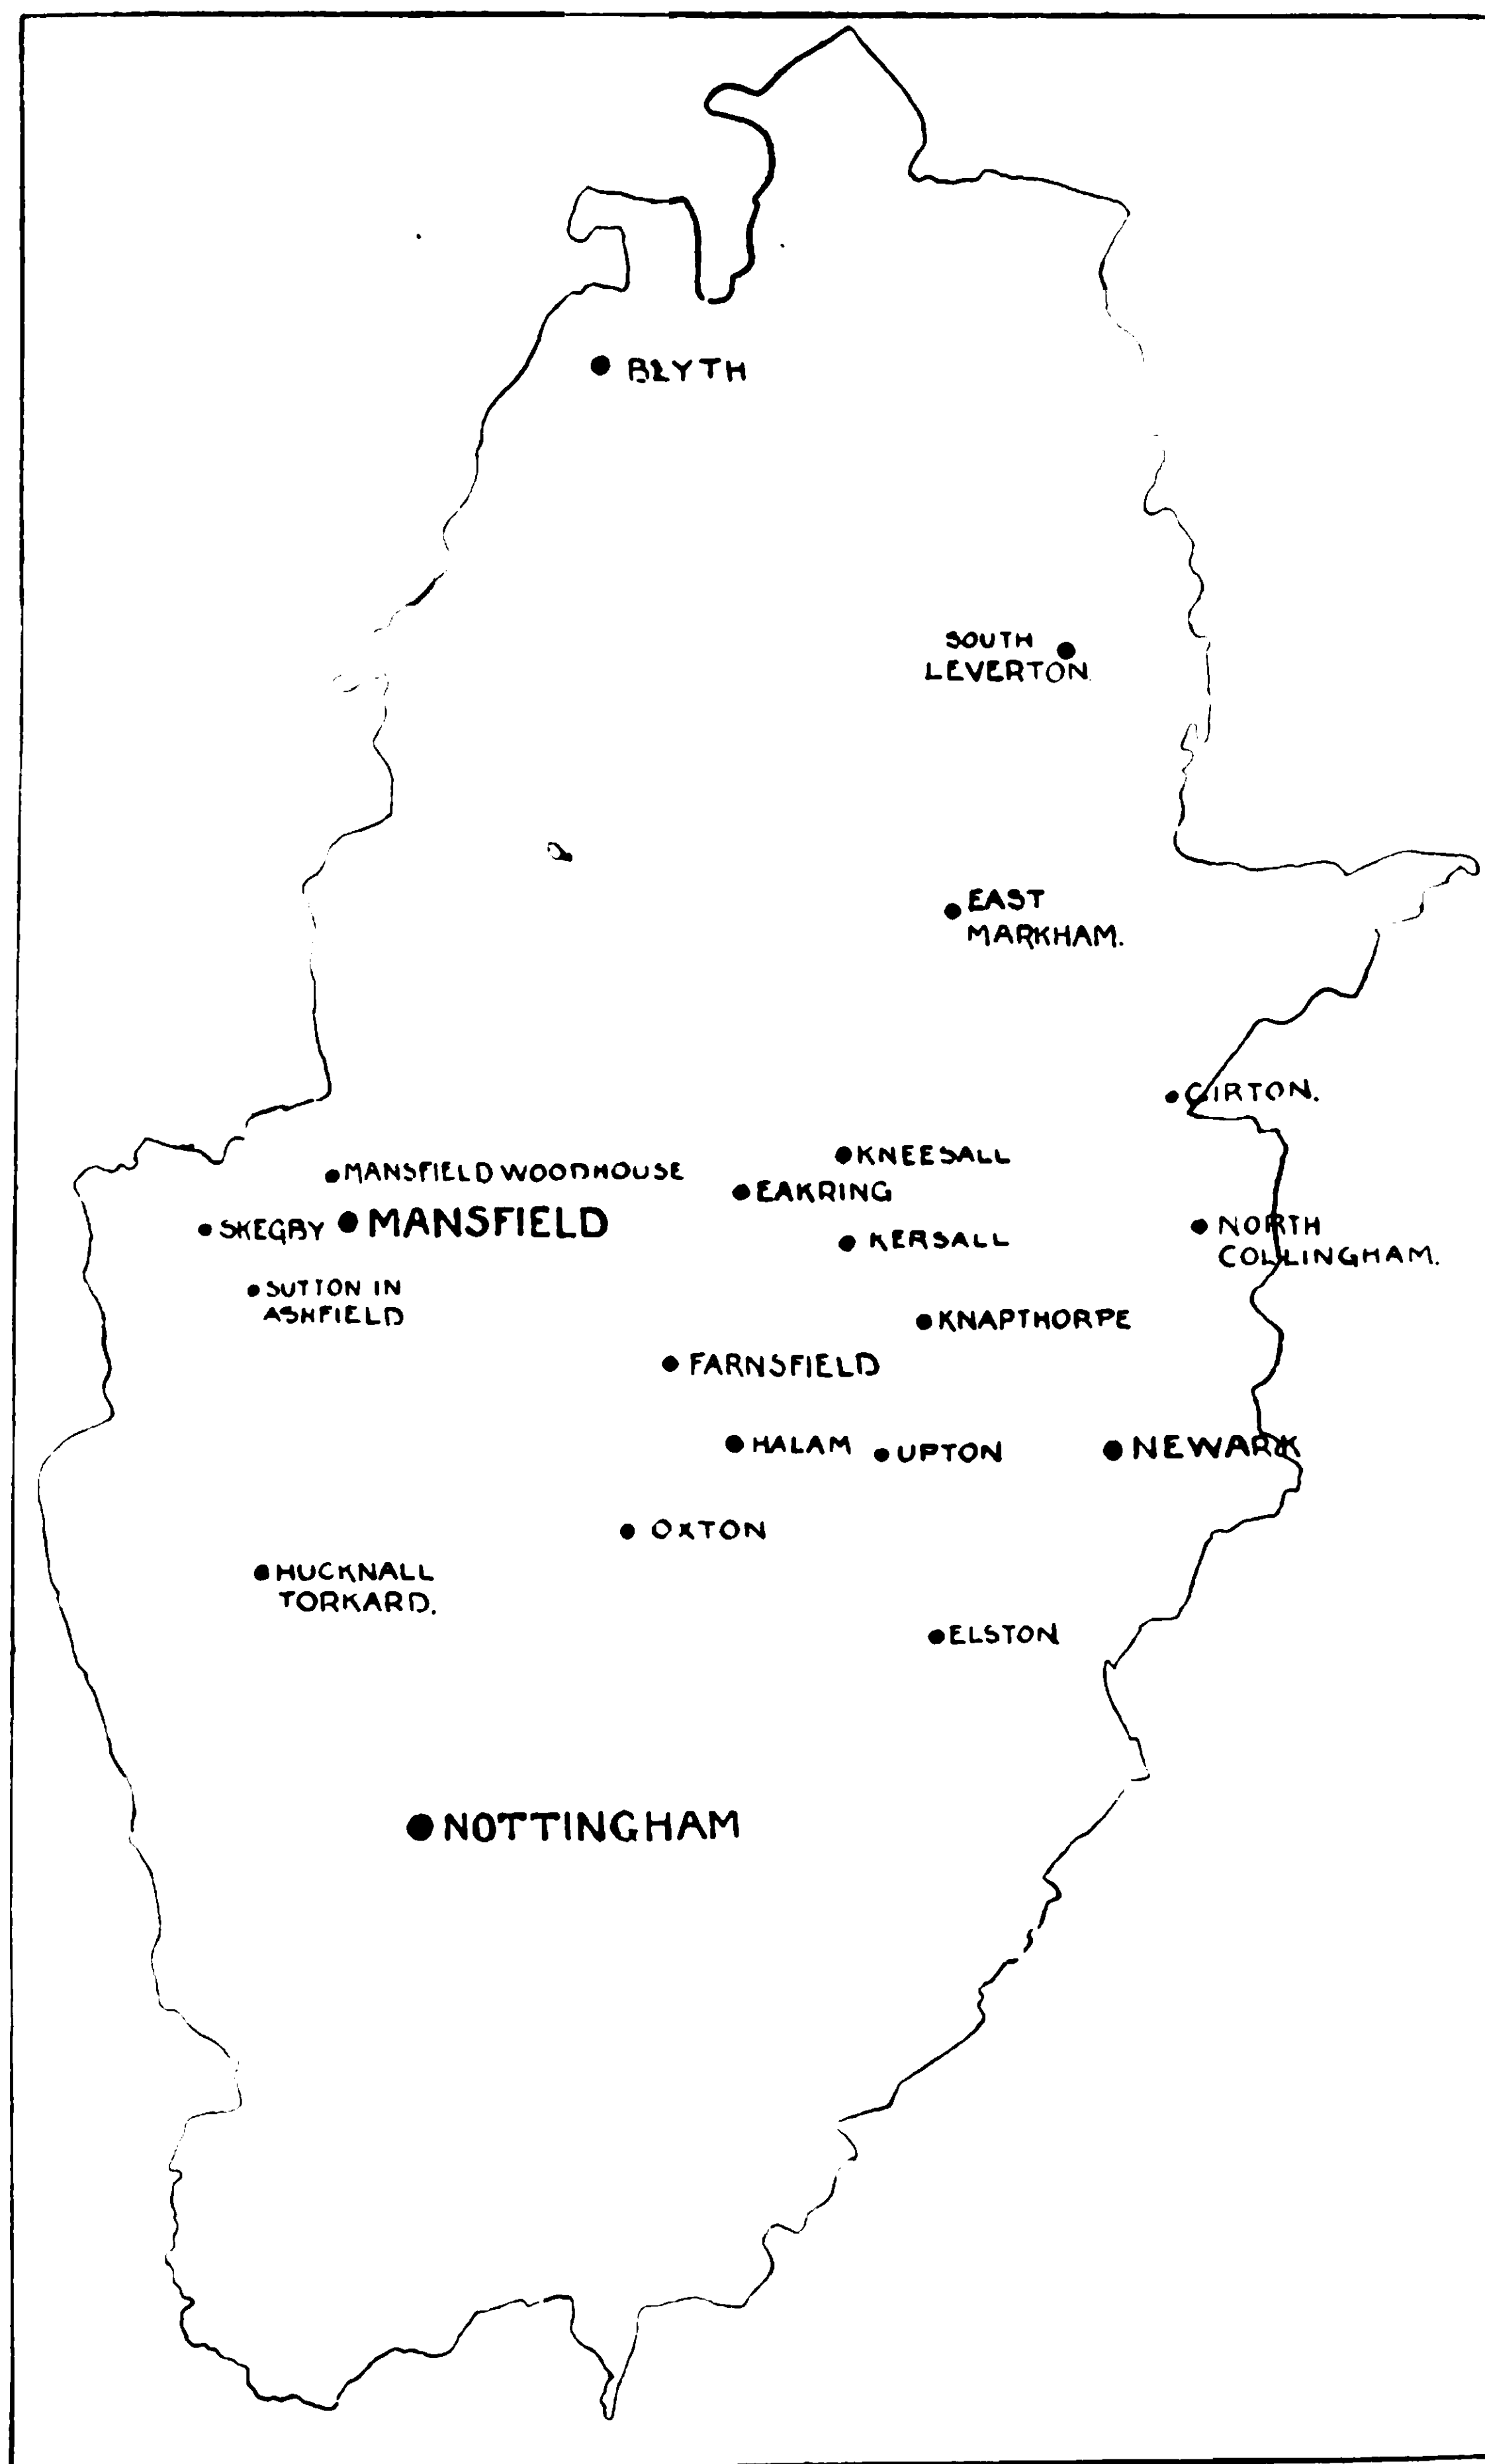 BLYTH
SOUTH
LEVERTON.
EAST
MARKHAM.
GIRTON.
KNEESALL
MANSFIELD WOODHOUSE
EAKRING
SKEGBY
MANSFIELD
KERSALL
NORTH
COLLINGHAM.
SUTTON IN
ASHFIELD
KNAPTHORPE
FARNSFIELD
HALAM
UPTON
NEWARK
OXTON
HUCKNALL
TORKARD.
ELSTON
NOTTINGHAM